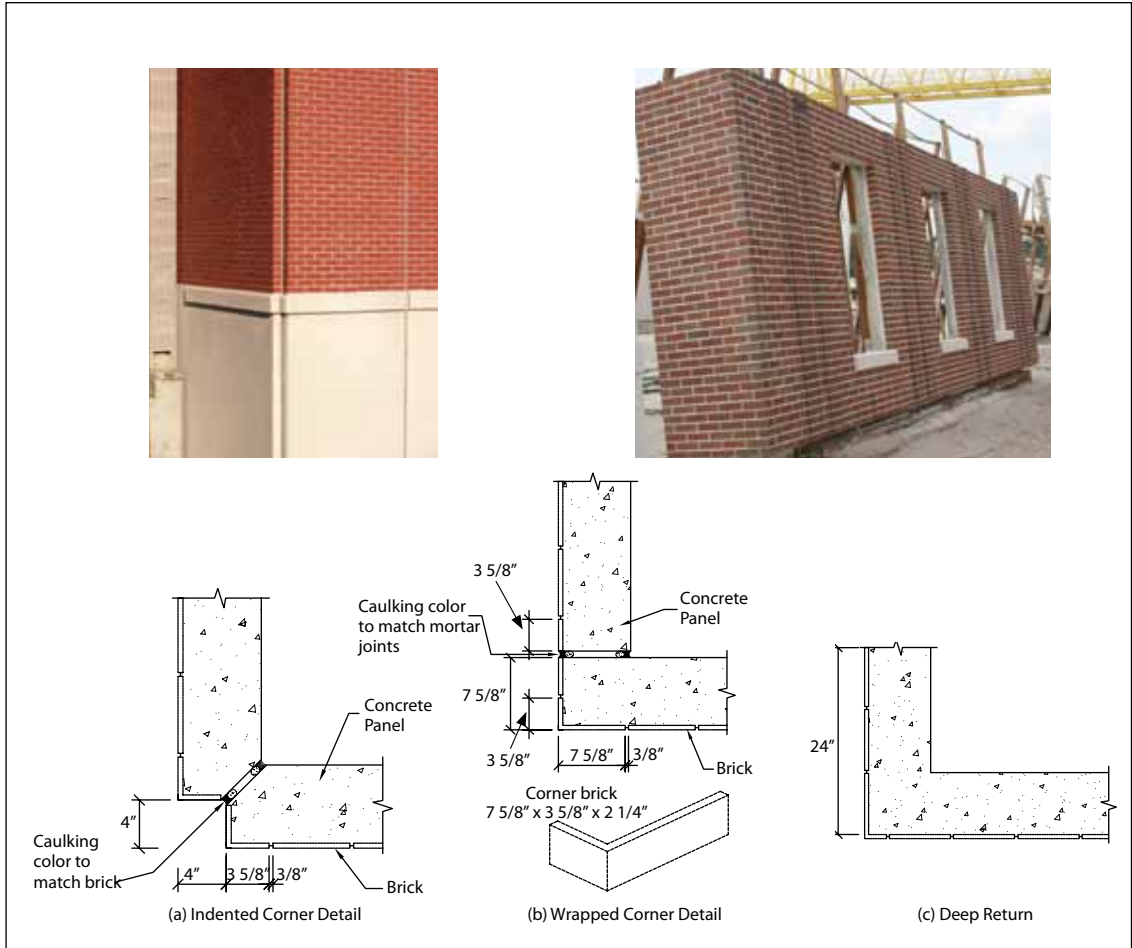 Caulking
color to
match brick
4”
4”
3 5/8”
3/8”
Concrete
Panel
Brick
(a) Indented Corner Detail
3 5/8”
Caulking color
to match mortar
joints
7 5/8”
3 5/8”
7 5/8”
3/8”
Concrete
Panel
Brick
Corner brick
7 5/8” x 3 5/8” x 2 1/4”
(b) Wrapped Corner Detail
24”
(c) Deep Return